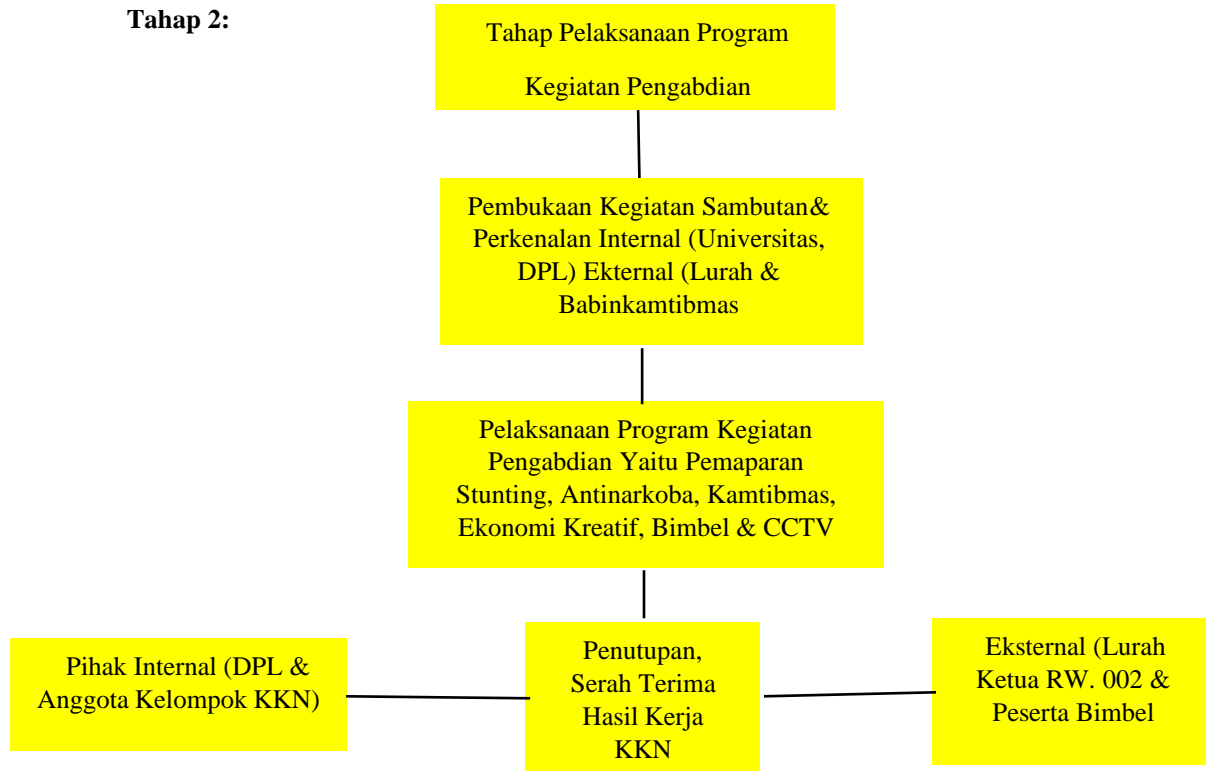 Tahap 2:
Tahap Pelaksanaan Program
Kegiatan Pengabdian
Pembukaan Kegiatan Sambutan&
Perkenalan Internal (Universitas,
DPL) Ekternal (Lurah &
Babinkamtibmas
Pelaksanaan Program Kegiatan
Pengabdian Yaitu Pemaparan
Stunting, Antinarkoba, Kamtibmas,
Ekonomi Kreatif, Bimbel & CCTV
Pihak Internal (DPL &
Anggota Kelompok KKN)
Penutupan,
Serah Terima
Hasil Kerja
KKN
Eksternal (Lurah
Ketua RW. 002 &
Peserta Bimbel